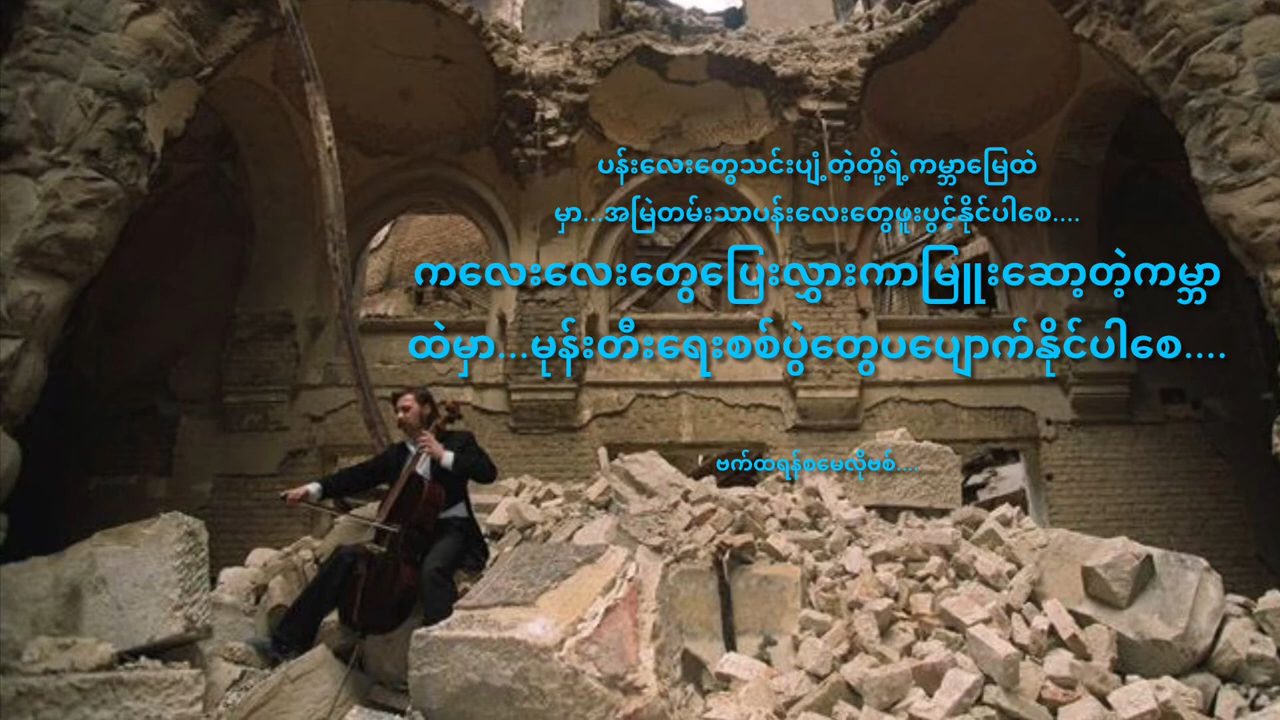 ပန်းလေးတွေသင်းပျံ့တဲ့တို့ရဲ့ကမ္ဘာမြေထဲ
မှာ...အမြဲတမ်းသာပန်းလေးတွေဖူးပွင့်နိုင်ပါစေ....
ကလေးလေးတွေပြေးလွှားကာမြူးဆော့တဲ့ကမ္ဘာ
ထဲမှာ...မုန်းတီးရေးစစ်ပွဲတွေပပျောက်နိုင်ပါစေ....
ဗက်ထရန်စမေလိုဗစ်....